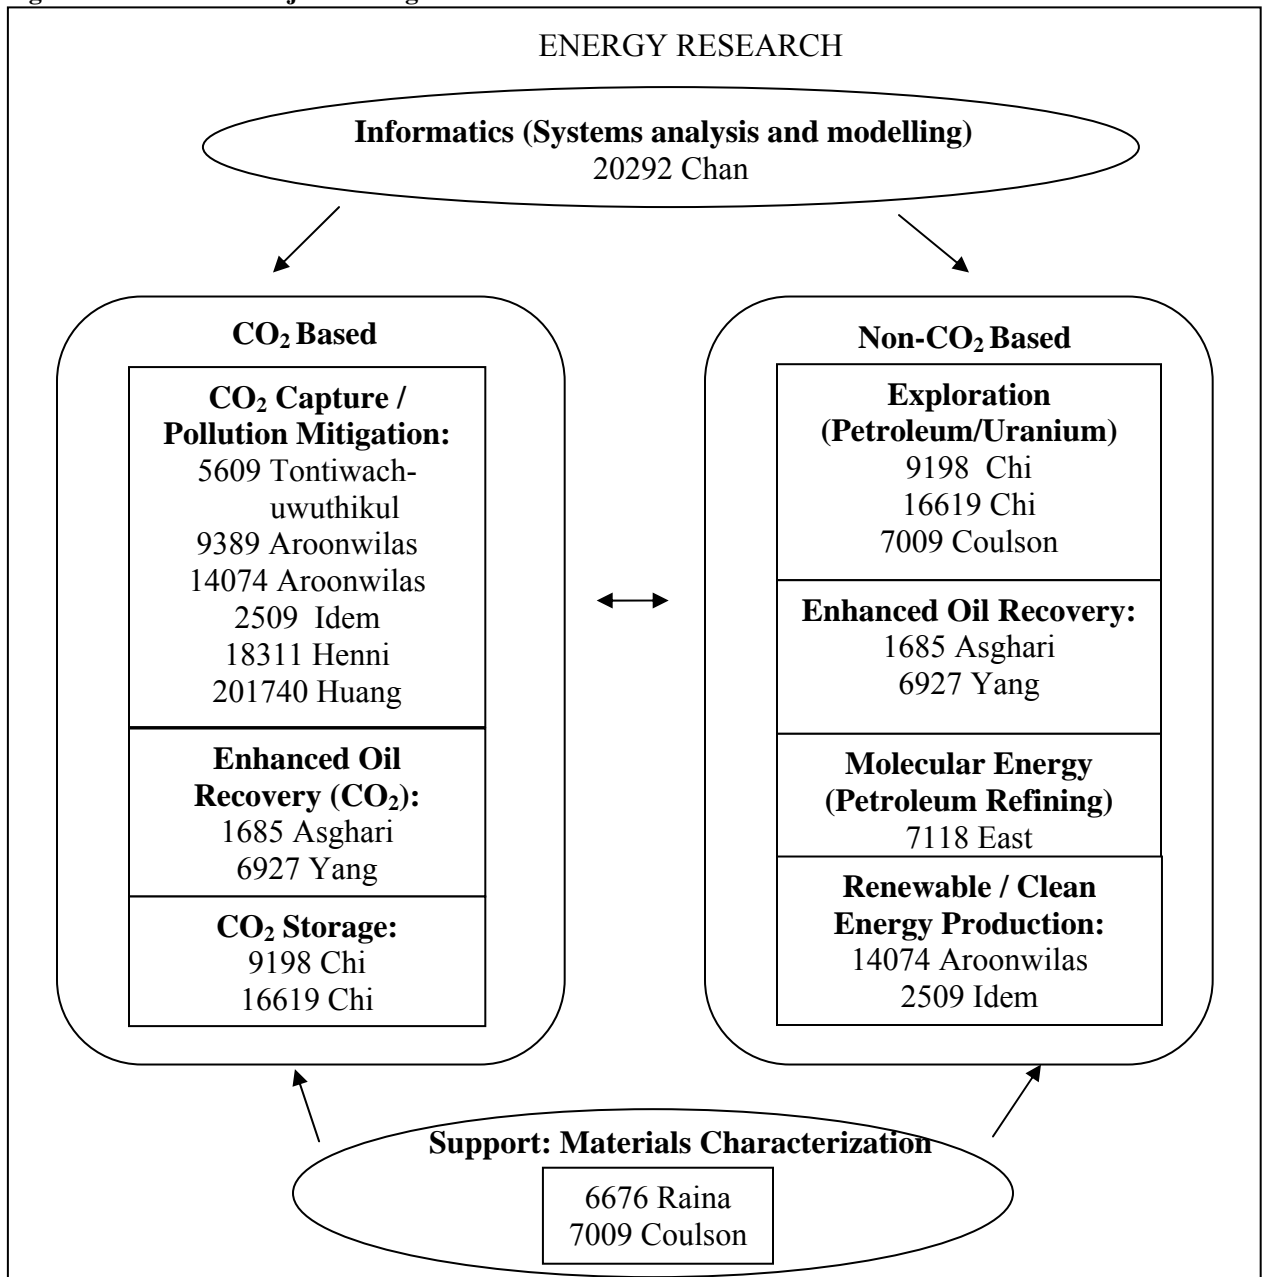 ENERGY RESEARCH
Informatics (Systems analysis and modelling)
20292 Chan
CO₂ Based
CO₂ Capture /
Pollution Mitigation:
5609 Tontiwach-
uwuthikul
9389 Aroonwilas
14074 Aroonwilas
2509 Idem
18311 Henni
201740 Huang
Enhanced Oil
Recovery (CO₂):
1685 Asghari
6927 Yang
CO₂ Storage:
9198 Chi
16619 Chi
Non-CO₂ Based
Exploration
(Petroleum/Uranium)
9198 Chi
16619 Chi
7009 Coulson
Enhanced Oil Recovery:
1685 Asghari
6927 Yang
Molecular Energy
(Petroleum Refining)
7118 East
Renewable / Clean
Energy Production:
14074 Aroonwilas
2509 Idem
Support: Materials Characterization
6676 Raina
7009 Coulson